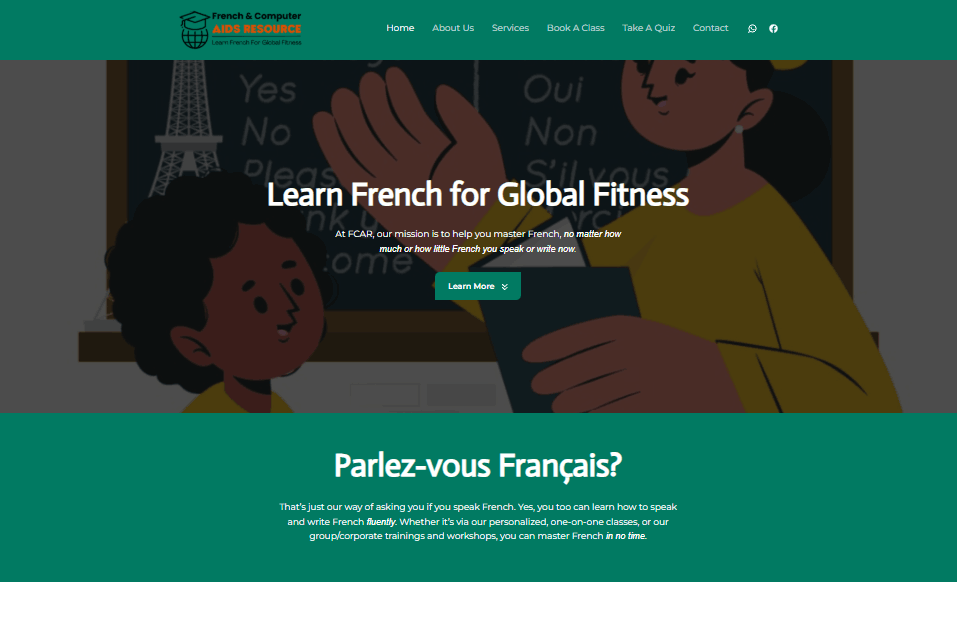 French & Computer
AIDS RESOURCE
Learn French For Global Fitness
Home About Us Services Book A Class Take A Quiz Contact
Yes Oui
No Non
Pleas S'il vous
Learn French for Global Fitness
nk
ome
At FCAR, our mission is to help you master French, no matter how
much or how little French you speak or write now.
Learn More
Parlez-vous Français?
That's just our way of asking you if you speak French. Yes, you too can learn how to speak
and write French fluently. Whether it's via our personalized, one-on-one classes, or our
group/corporate trainings and workshops, you can master French in no time.